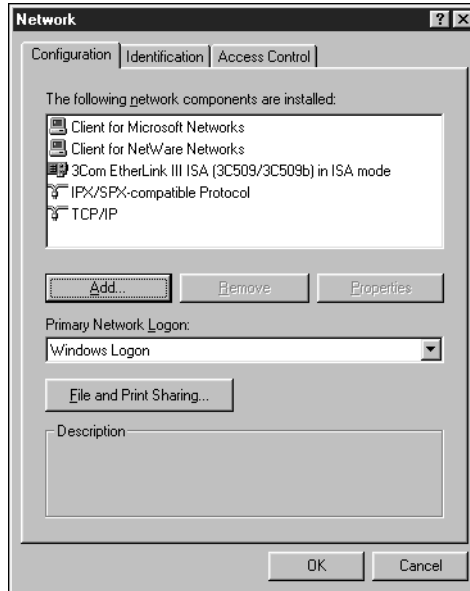 Network
Configuration Identification Access Control
The following network components are installed:
Client for Microsoft Networks
Client for NetWare Networks
3Com EtherLink III ISA (3C509/3C509b) in ISA mode
IPX/SPX-compatible Protocol
TCP/IP
Add... Remove Properties
Primary Network Logon:
Windows Logon
File and Print Sharing...
Description
OK Cancel